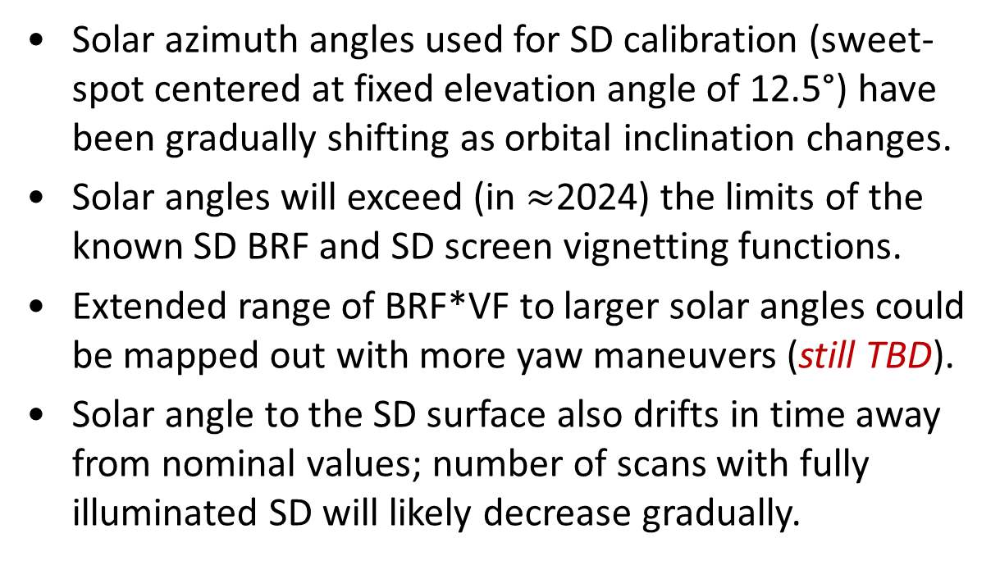 • Solar azimuth angles used for SD calibration (sweet-
spot centered at fixed elevation angle of 12.5°) have
been gradually shifting as orbital inclination changes.
• Solar angles will exceed (in ≈2024) the limits of the
known SD BRF and SD screen vignetting functions.
• Extended range of BRF*VF to larger solar angles could
be mapped out with more yaw maneuvers (still TBD).
• Solar angle to the SD surface also drifts in time away
from nominal values; number of scans with fully
illuminated SD will likely decrease gradually.